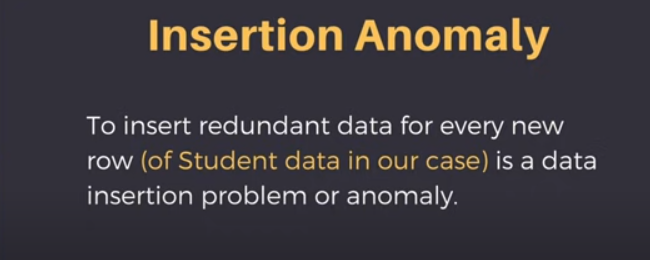 Insertion Anomaly
To insert redundant data for every new
row (of Student data in our case) is a data
insertion problem or anomaly.